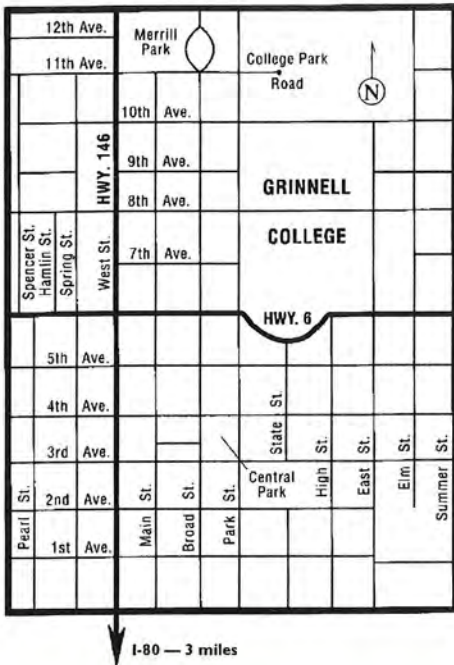 12th Ave.
Merrill
Park
11th Ave.
College Park
Road
N
10th Ave.
HWY. 146
9th Ave.
GRINNELL
8th Ave.
COLLEGE
Spencer St.
Hamlin St.
Spring St.
West St.
7th Ave.
HWY. 6
5th Ave.
4th Ave.
State St.
3rd Ave.
Central
Park
Pearl St.
2nd Ave.
Main St.
Broad St.
Park St.
High St.
East St.
Elm St.
Summer St.
1st Ave.
I-80 — 3 miles